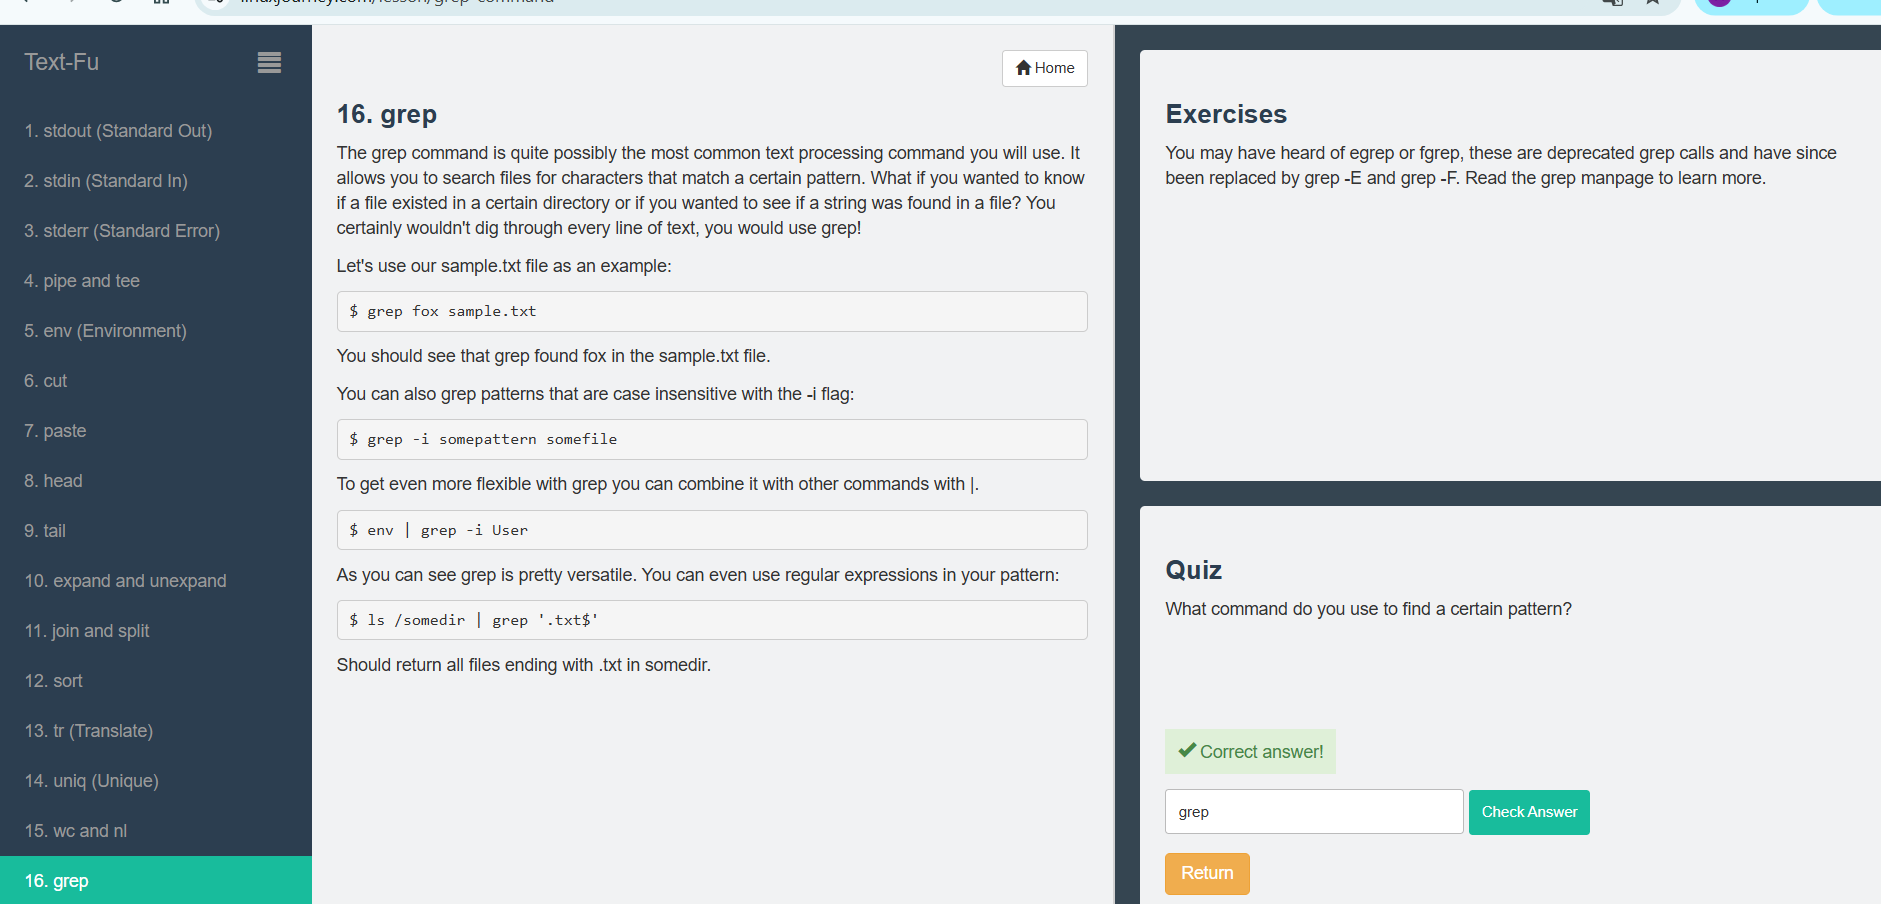 Text-Fu
1. stdout (Standard Out)
2. stdin (Standard In)
3. stderr (Standard Error)
4. pipe and tee
5. env (Environment)
6. cut
7. paste
8. head
9. tail
10. expand and unexpand
11. join and split
12. sort
13. tr (Translate)
14. uniq (Unique)
15. wc and nl
16. grep
Home
16. grep
The grep command is quite possibly the most common text processing command you will use. It
allows you to search files for characters that match a certain pattern. What if you wanted to know
if a file existed in a certain directory or if you wanted to see if a string was found in a file? You
certainly wouldn't dig through every line of text, you would use grep!
Let's use our sample.txt file as an example:
$ grep fox sample.txt
You should see that grep found fox in the sample.txt file.
You can also grep patterns that are case insensitive with the -i flag:
$ grep -i somepattern somefile
To get even more flexible with grep you can combine it with other commands with |.
$ env | grep -i User
As you can see grep is pretty versatile. You can even use regular expressions in your pattern:
$ ls /somedir | grep '.txt$'
Should return all files ending with .txt in somedir.
Exercises
You may have heard of egrep or fgrep, these are deprecated grep calls and have since
been replaced by grep -E and grep -F. Read the grep manpage to learn more.
Quiz
What command do you use to find a certain pattern?
Correct answer!
grep
Check Answer
Return